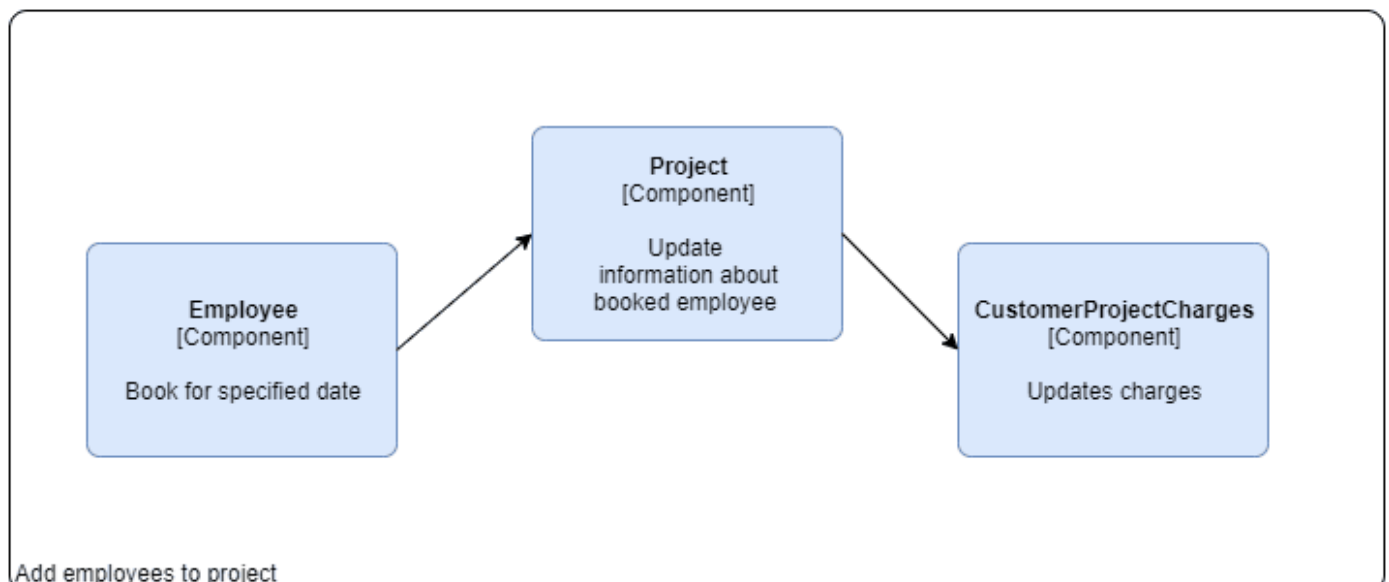 Project
[Component]
Update
information about
booked employee
Employee
[Component]
Book for specified date
CustomerProjectCharges
[Component]
Updates charges
Add employees to project